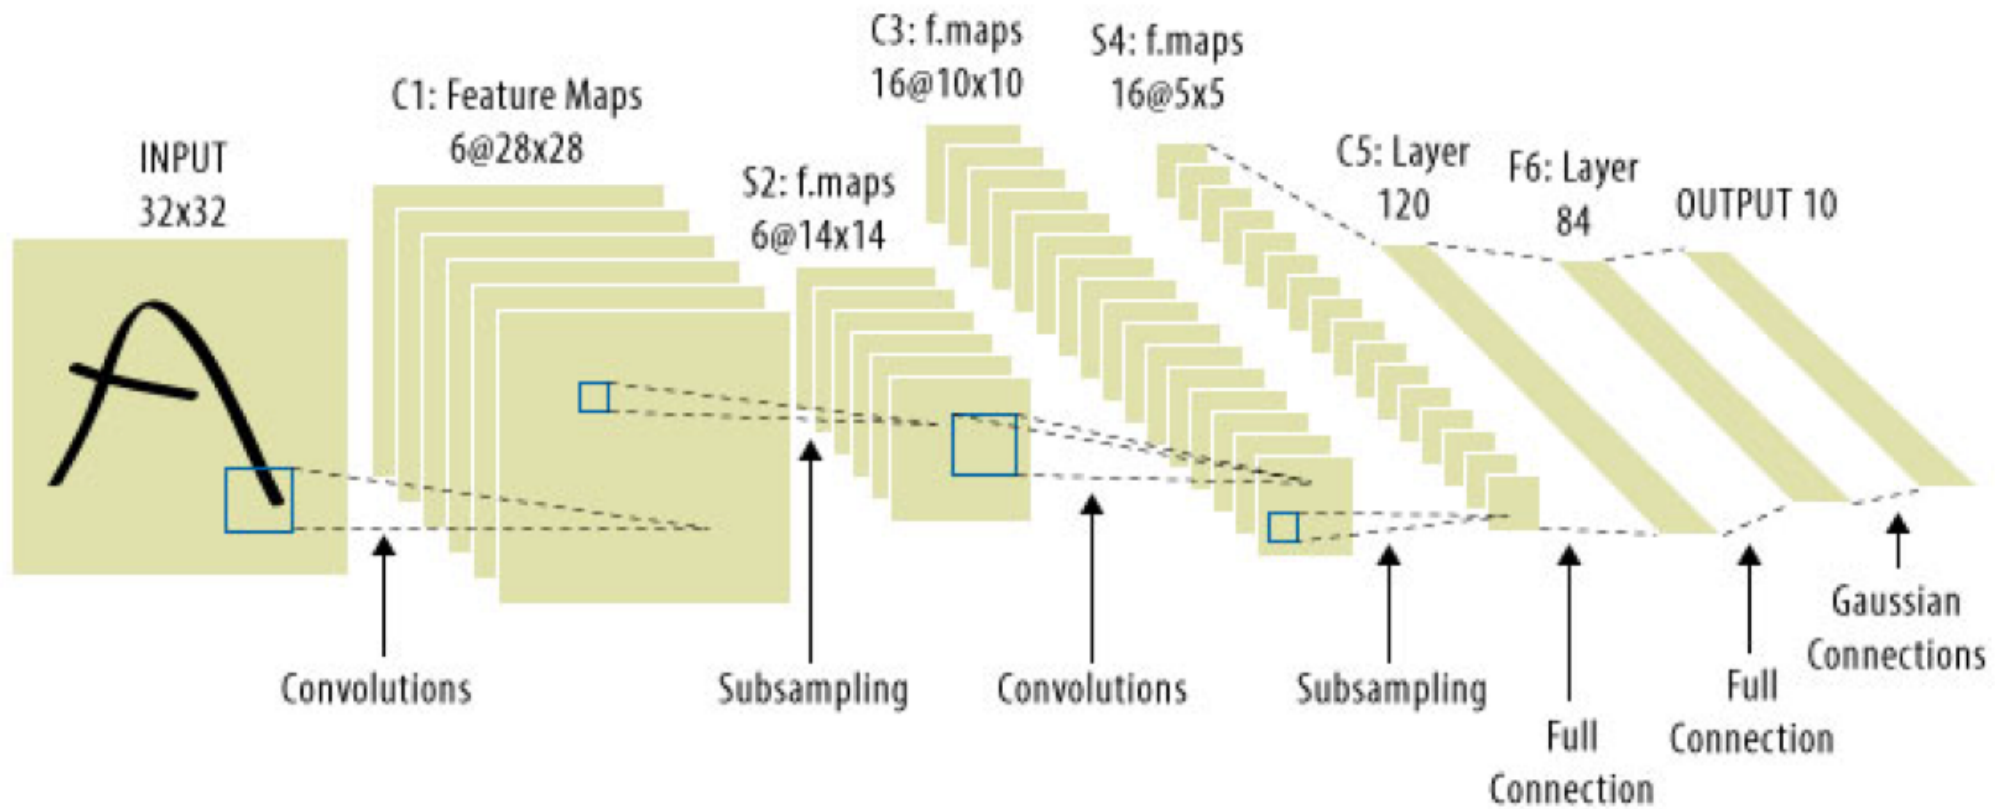 INPUT
32x32
C1: Feature Maps
6@28x28
S2: f.maps
6@14x14
C3: f.maps
16@10x10
S4: f.maps
16@5x5
C5: Layer
120
F6: Layer
84
OUTPUT 10
A
Convolutions
Subsampling
Convolutions
Subsampling
Full
Connection
Full
Connection
Gaussian
Connections